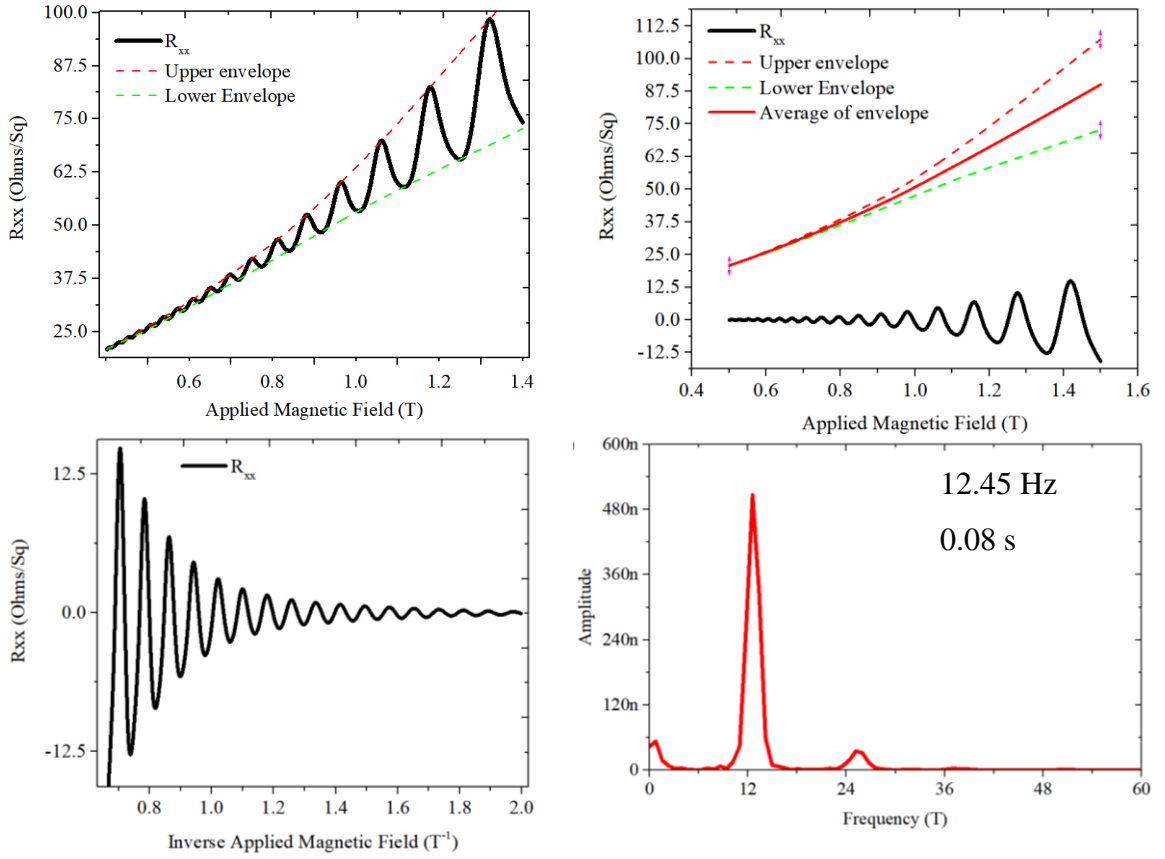 100.0
87.5
75.0
62.5
50.0
37.5
25.0
Rxx (Ohms/Sq)
Rxx
Upper envelope
Lower Envelope
0.6 0.8 1.0 1.2 1.4
Applied Magnetic Field (T)
112.5
100.0
87.5
75.0
62.5
50.0
37.5
25.0
12.5
0.0
-12.5
Rxx (Ohms/Sq)
Rxx
Upper envelope
Lower Envelope
Average of envelope
0.4 0.6 0.8 1.0 1.2 1.4 1.6
Applied Magnetic Field (T)
12.5
0.0
-12.5
Rxx (Ohms/Sq)
Rxx
0.8 1.0 1.2 1.4 1.6 1.8 2.0
Inverse Applied Magnetic Field (T⁻¹)
600n
480n
360n
240n
120n
0
Amplitude
12.45 Hz
0.08 s
0 12 24 36 48 60
Frequency (T)